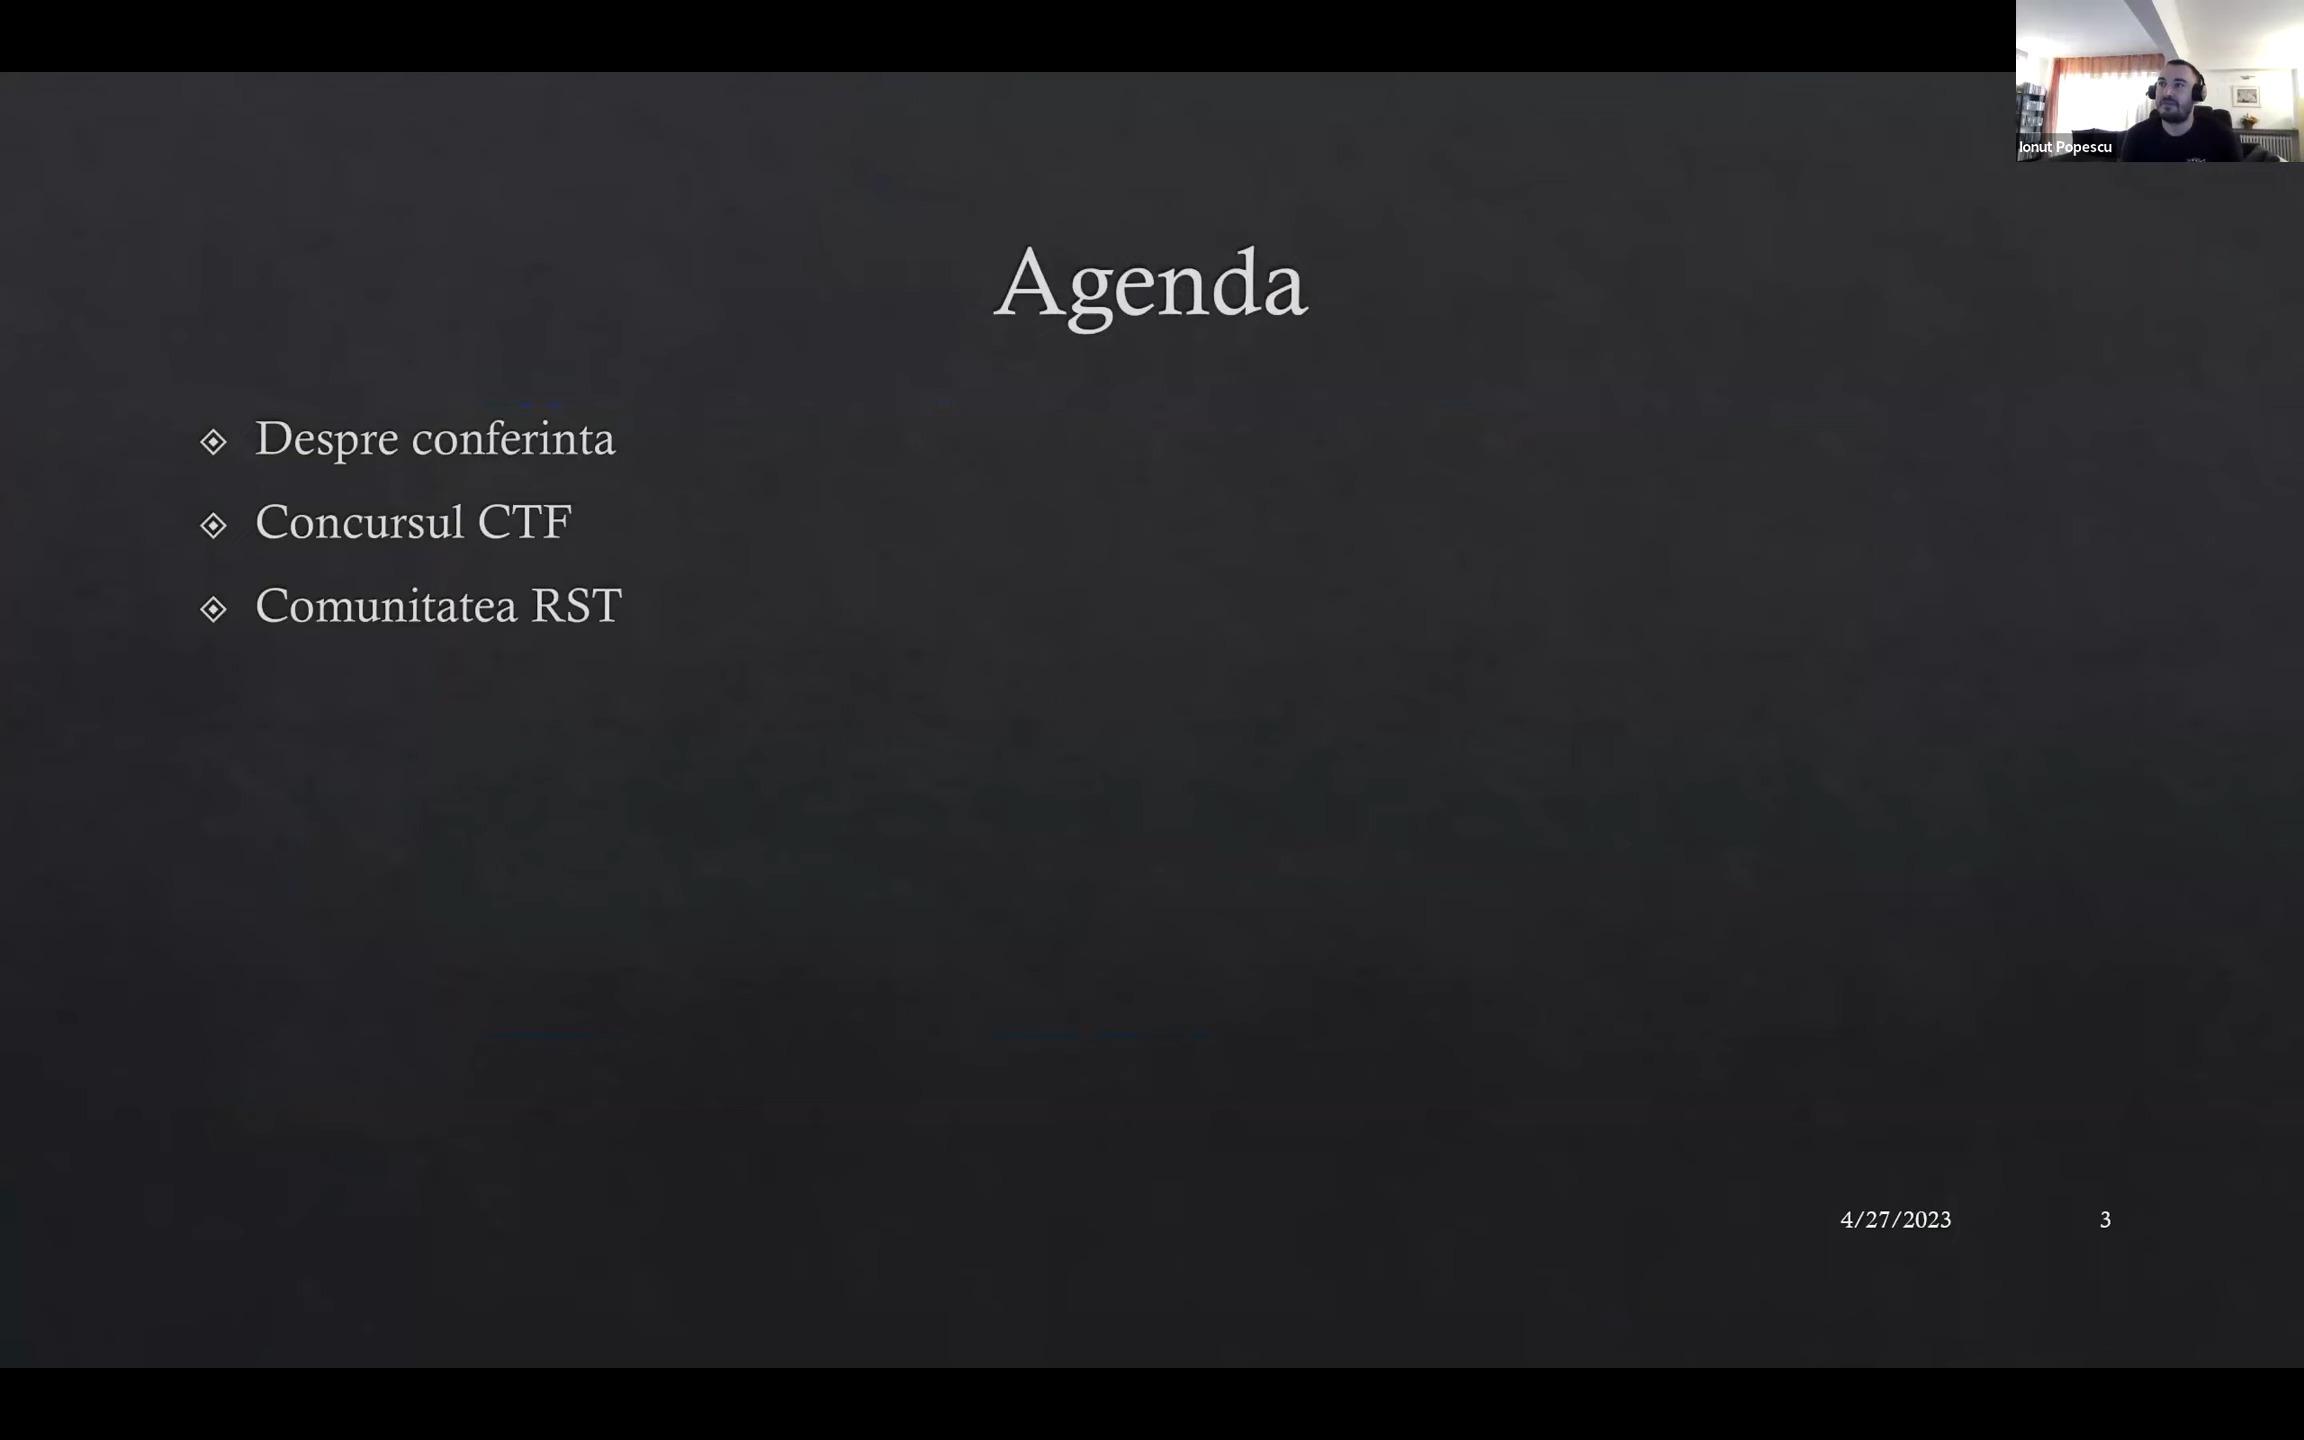 Ionut Popescu
Agenda
Despre conferinta
Concursul CTF
Comunitatea RST
4/27/2023
3